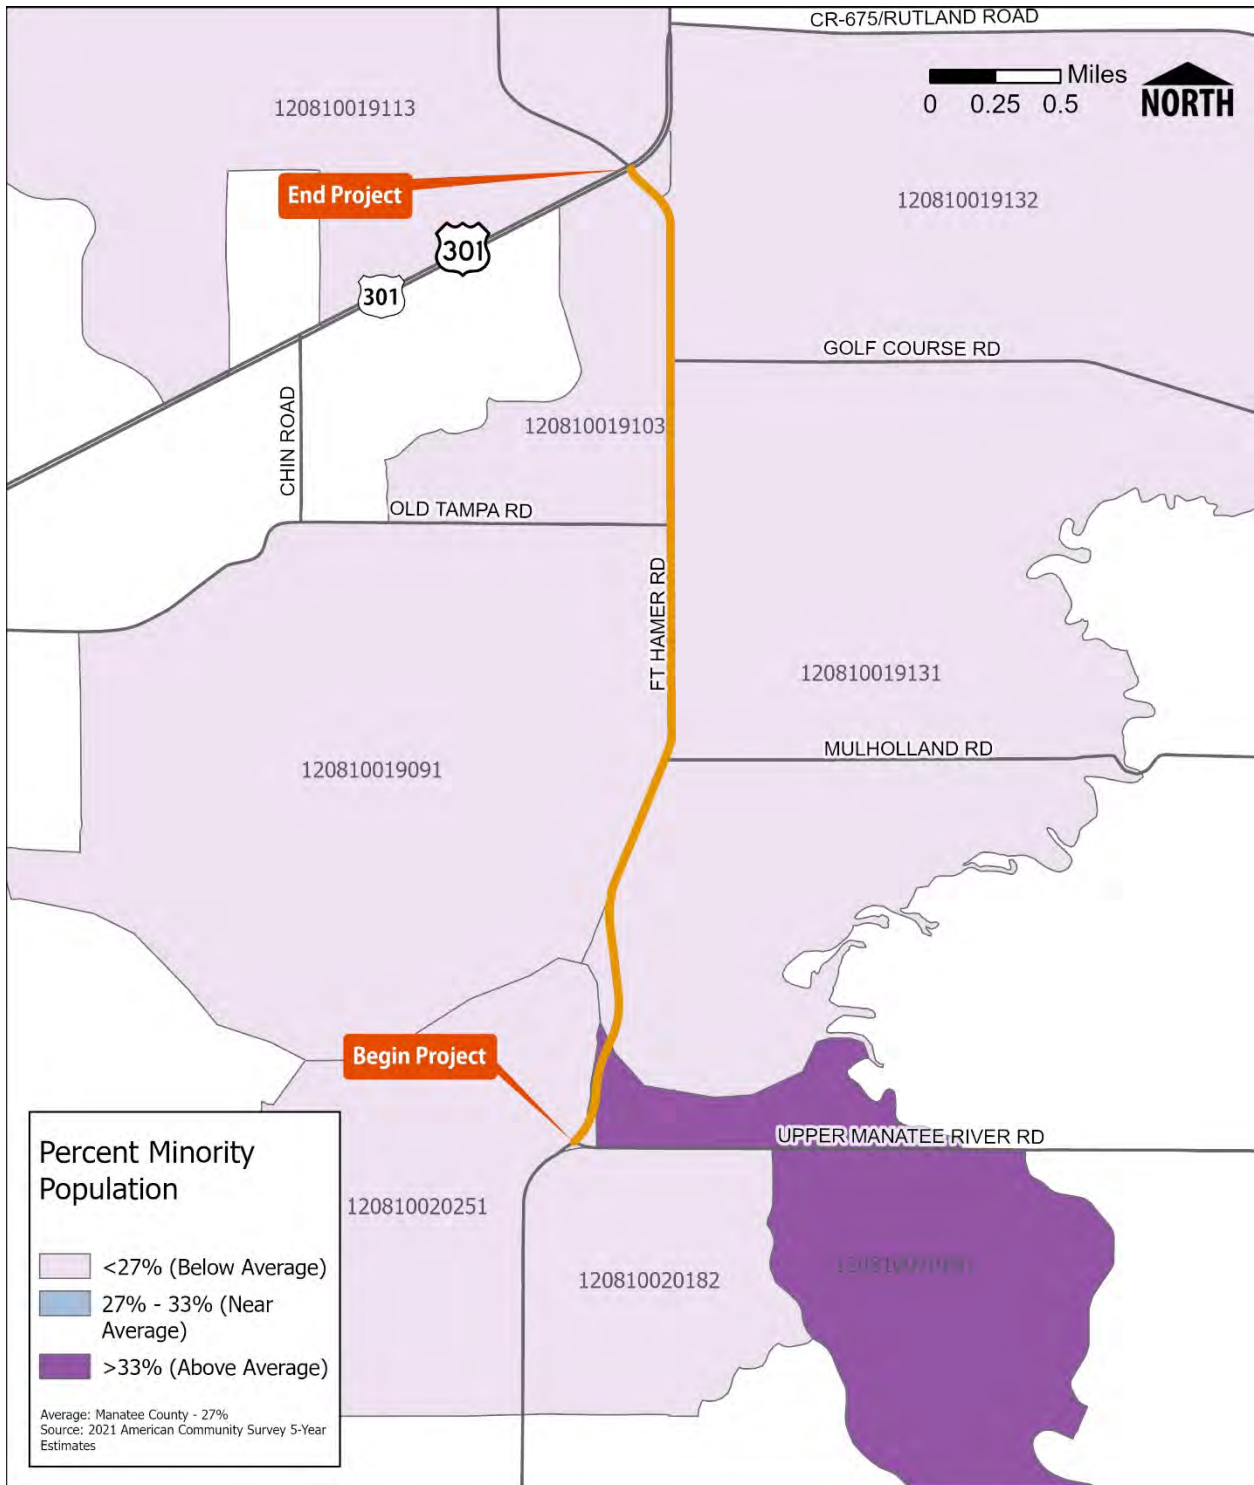 CR-675/RUTLAND ROAD
Miles
0 0.25 0.5
NORTH
120810019113
End Project
120810019132
301
301
GOLF COURSE RD
CHIN ROAD
120810019103
OLD TAMPA RD
FT HAMER RD
120810019131
MULHOLLAND RD
120810019091
Begin Project
UPPER MANATEE RIVER RD
Percent Minority
Population
120810020251
<27% (Below Average)
120810020182
27% - 33% (Near
Average)
>33% (Above Average)
Average: Manatee County - 27%
Source: 2021 American Community Survey 5-Year
Estimates